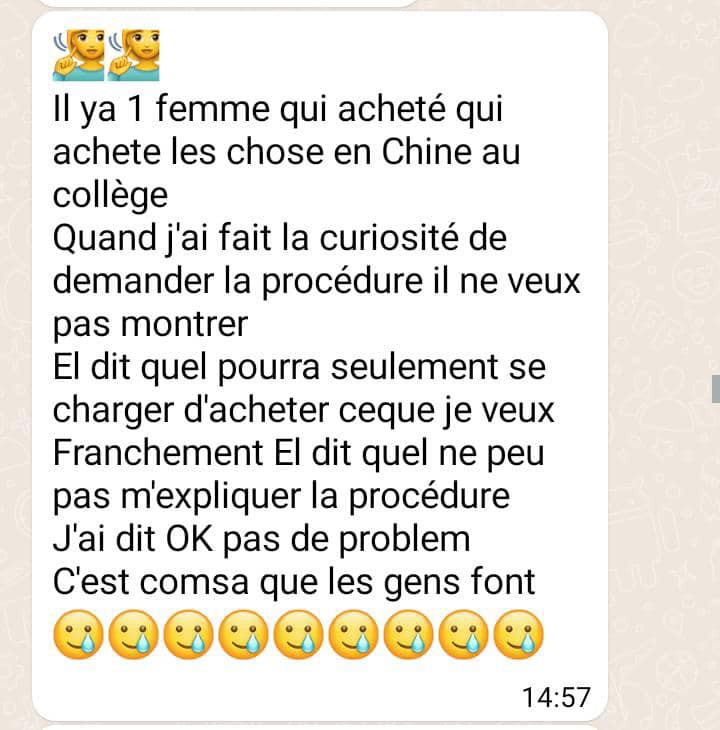 🧏‍♀️🧏‍♀️
Il ya 1 femme qui acheté qui
achete les chose en Chine au
collège
Quand j'ai fait la curiosité de
demander la procédure il ne veux
pas montrer
El dit quel pourra seulement se
charger d'acheter ceque je veux
Franchement El dit quel ne peu
pas m'expliquer la procédure
J'ai dit OK pas de problem
C'est comsa que les gens font
🥲🥲🥲🥲🥲🥲🥲🥲🥲
14:57